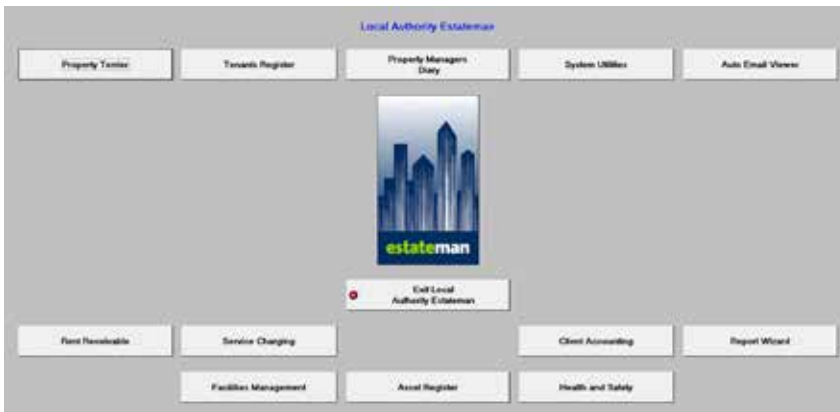 Local Authority Estateman
Property Terrier
Tenants Register
Property Managers
Diary
System Utilities
Auto Email Viewer
estateman
Exit Local
Authority Estateman
Rent Receivable
Service Charging
Client Accounting
Report Wizard
Facilities Management
Asset Register
Health and Safety